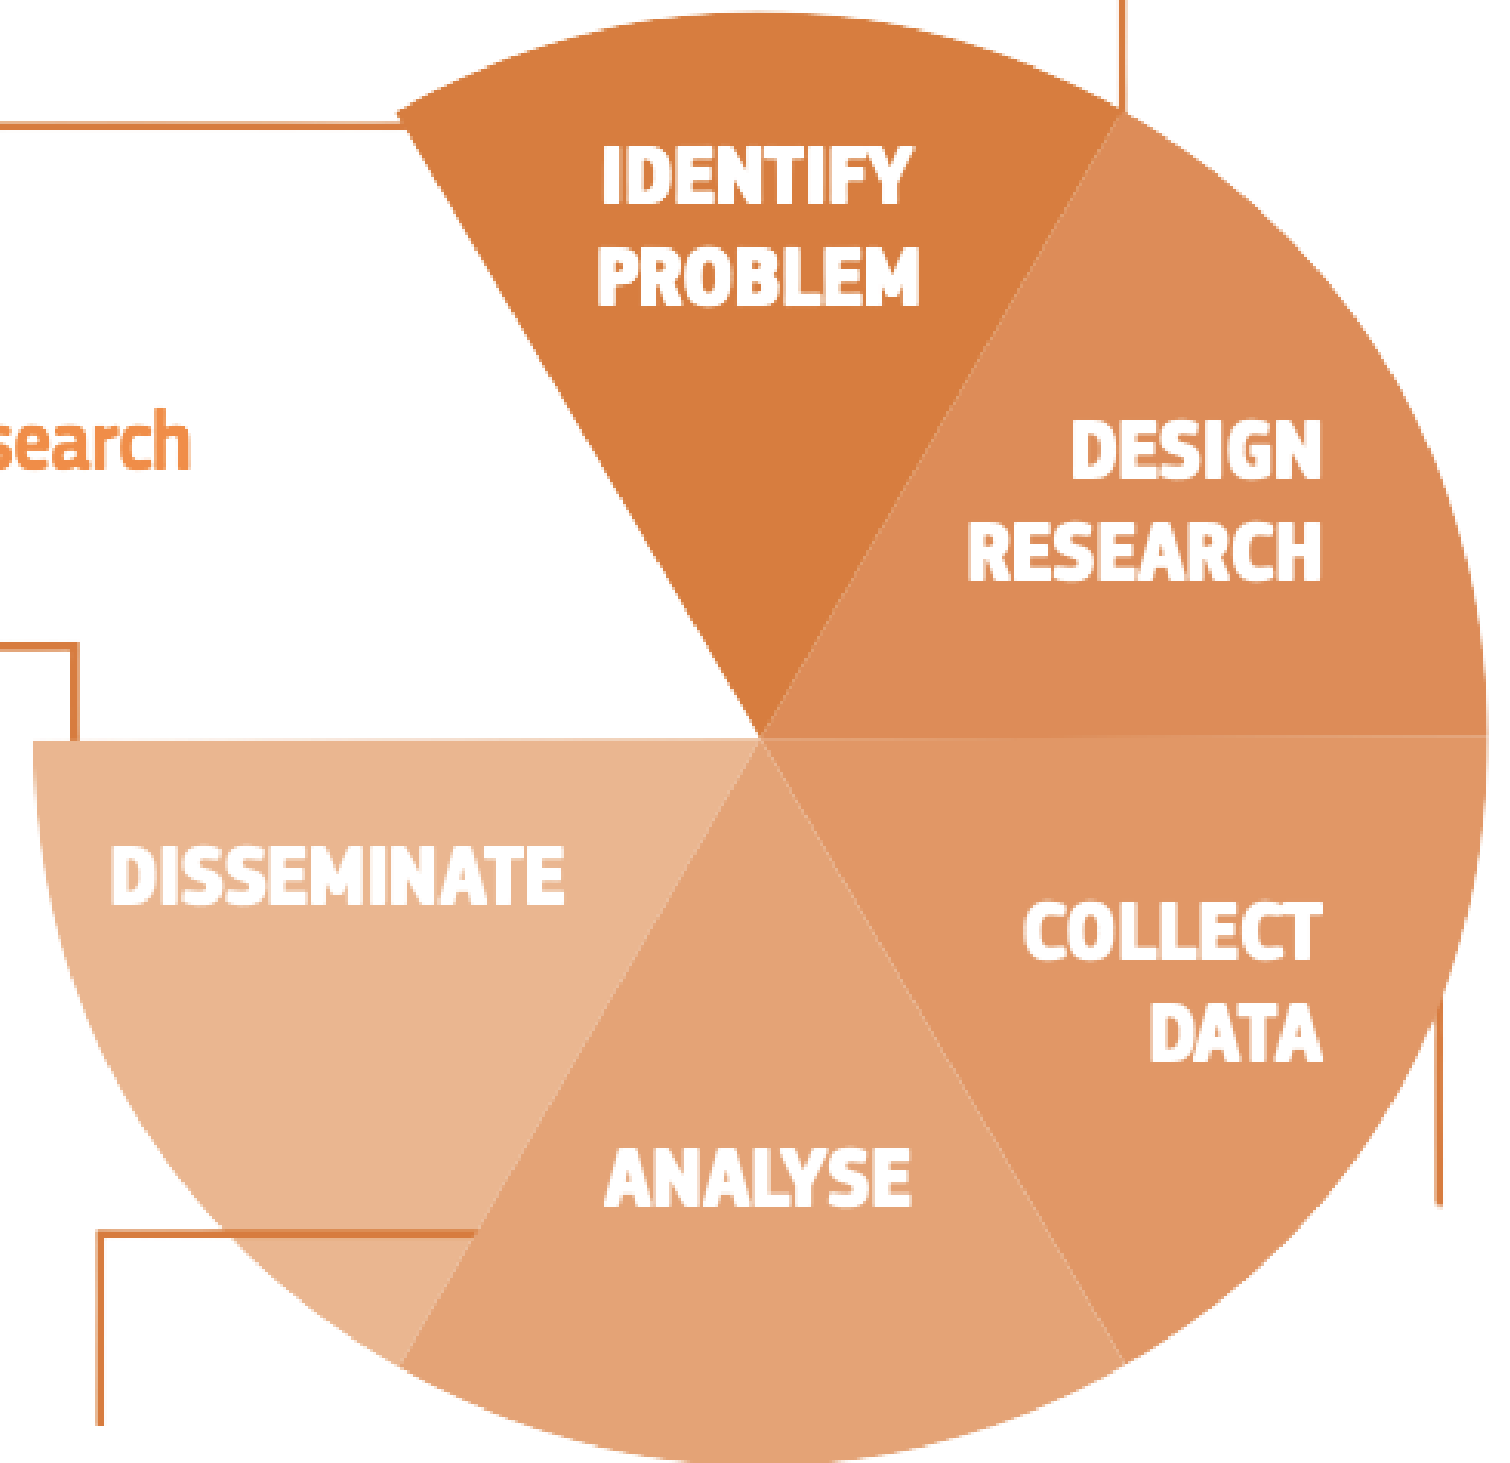 IDENTIFY
PROBLEM
DESIGN
RESEARCH
search
COLLECT
DATA
DISSEMINATE
ANALYSE